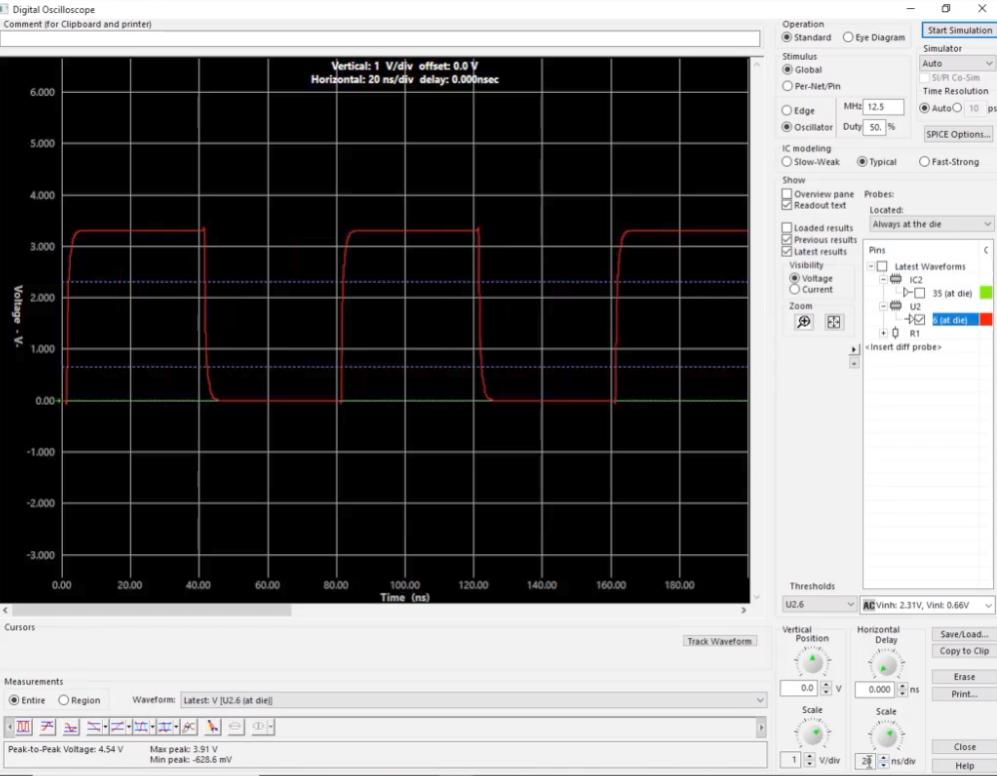 Digital Oscilloscope
Comment (for Clipboard and printer)
Vertical: 1 V/div offset: 0.0 V
Horizontal: 20 ns/div delay: 0.000nsec
6.000
5.000
4.000
3.000
2.000
1.000
0.00
-1.000
-2.000
-3.000
Voltage - V-
0.00 20.00 40.00 60.00 80.00 100.00 120.00 140.00 160.00 180.00
Time (ns)
Operation
Standard Eye Diagram
Stimulus
Global
Per-Net/Pin
Edge
Oscillator
MHz 12.5
Duty 50. %
Start Simulation
Simulator
Auto
SI/PI Co-Sim
Time Resolution
Auto 10 ps
SPICE Options...
IC modeling
Slow-Weak Typical Fast-Strong
Show
Overview pane
Readout text
Loaded results
Previous results
Latest results
Visibility
Voltage
Current
Zoom
Probes:
Located:
Always at the die
Pins C
Latest Waveforms
IC2
35 (at die)
U2
6 (at die)
R1
<Insert diff probe>
Thresholds
U2.6
AC Vinh: 2.31V, Vinl: 0.66V
Cursors
Track Waveform
Measurements
Entire Region Waveform: Latest: V [U2.6 (at die)]
Peak-to-Peak Voltage: 4.54 V Max peak: 3.91 V
Min peak: -628.6 mV
Vertical
Position
0.0 V
Scale
1 V/div
Horizontal
Delay
0.000 ns
Scale
20 ns/div
Save/Load...
Copy to Clip
Erase
Print...
Close
Help